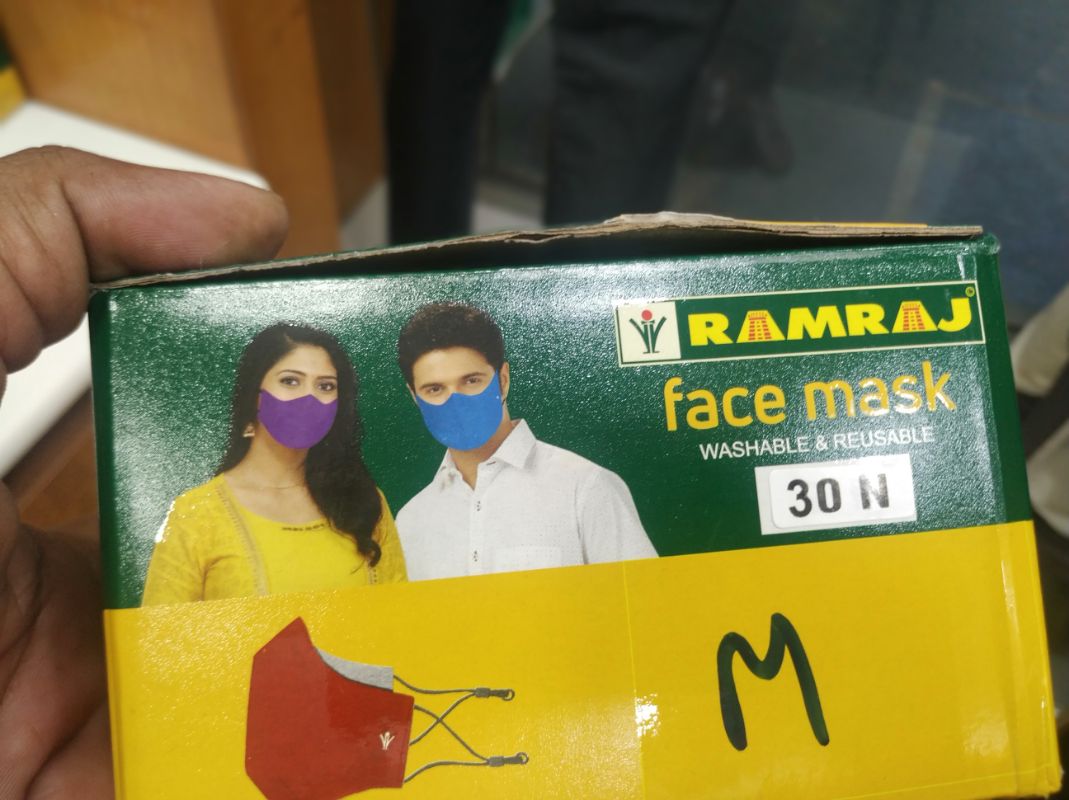 RAMRAJ©
face mask
WASHABLE & REUSABLE
30 N
M